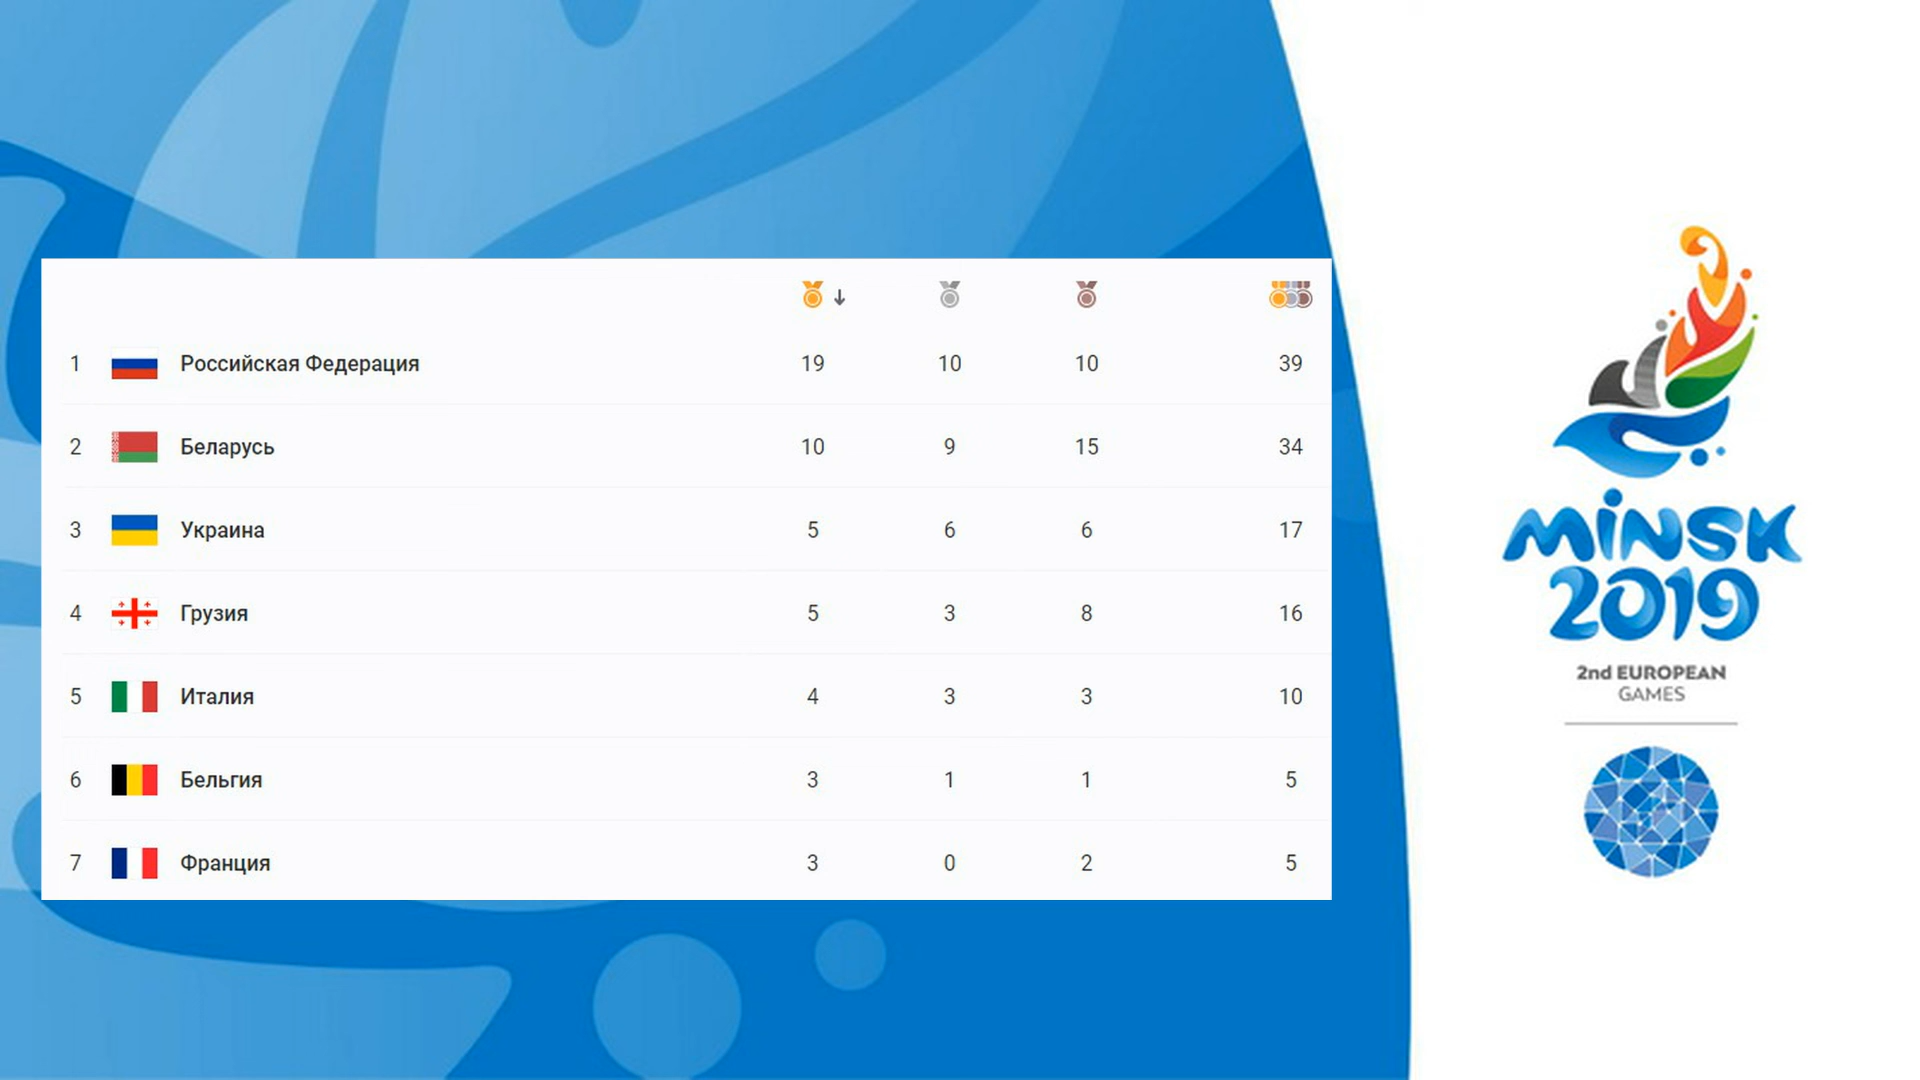 1 Российская Федерация 19 10 10 39
2 Беларусь 10 9 15 34
3 Украина 5 6 6 17
4 Грузия 5 3 8 16
5 Италия 4 3 3 10
6 Бельгия 3 1 1 5
7 Франция 3 0 2 5
MINSK
2019
2nd EUROPEAN
GAMES